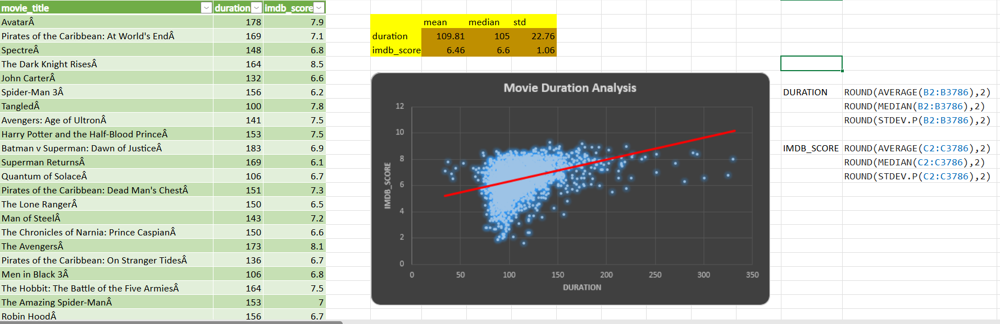 movie_title duration imdb_score
AvatarÂ 178 7.9
Pirates of the Caribbean: At World's EndÂ 169 7.1
SpectreÂ 148 6.8
The Dark Knight RisesÂ 164 8.5
John CarterÂ 132 6.6
Spider-Man 3Â 156 6.2
TangledÂ 100 7.8
Avengers: Age of UltronÂ 141 7.5
Harry Potter and the Half-Blood PrinceÂ 153 7.5
Batman v Superman: Dawn of JusticeÂ 183 6.9
Superman ReturnsÂ 169 6.1
Quantum of SolaceÂ 106 6.7
Pirates of the Caribbean: Dead Man's ChestÂ 151 7.3
The Lone RangerÂ 150 6.5
Man of SteelÂ 143 7.2
The Chronicles of Narnia: Prince CaspianÂ 150 6.6
The AvengersÂ 173 8.1
Pirates of the Caribbean: On Stranger TidesÂ 136 6.7
Men in Black 3Â 106 6.8
The Hobbit: The Battle of the Five ArmiesÂ 164 7.5
The Amazing Spider-ManÂ 153 7
Robin HoodÂ 156 6.7
mean median std
duration 109.81 105 22.76
imdb_score 6.46 6.6 1.06
Movie Duration Analysis
IMDB_SCORE
12
10
8
6
4
2
0
0 50 100 150 200 250 300 350
DURATION
DURATION ROUND(AVERAGE(B2:B3786),2)
ROUND(MEDIAN(B2:B3786),2)
ROUND(STDEV.P(B2:B3786),2)
IMDB_SCORE ROUND(AVERAGE(C2:C3786),2)
ROUND(MEDIAN(C2:C3786),2)
ROUND(STDEV.P(C2:C3786),2)